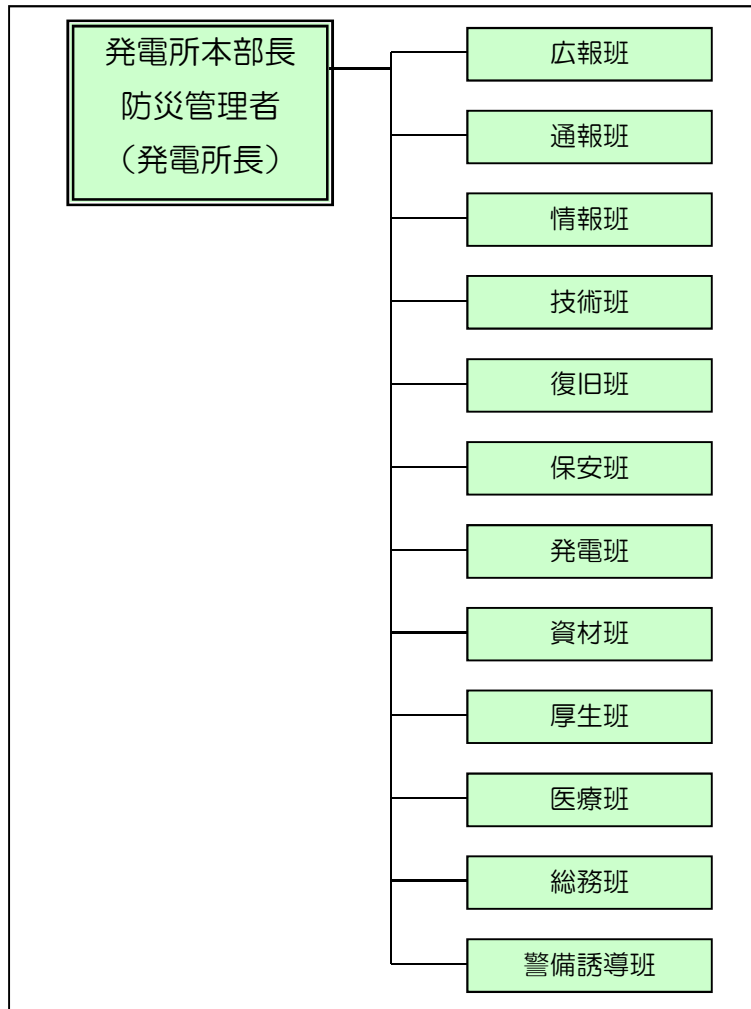 発電所本部長
防災管理者
（発電所長）
広報班
通報班
情報班
技術班
復旧班
保安班
発電班
資材班
厚生班
医療班
総務班
警備誘導班